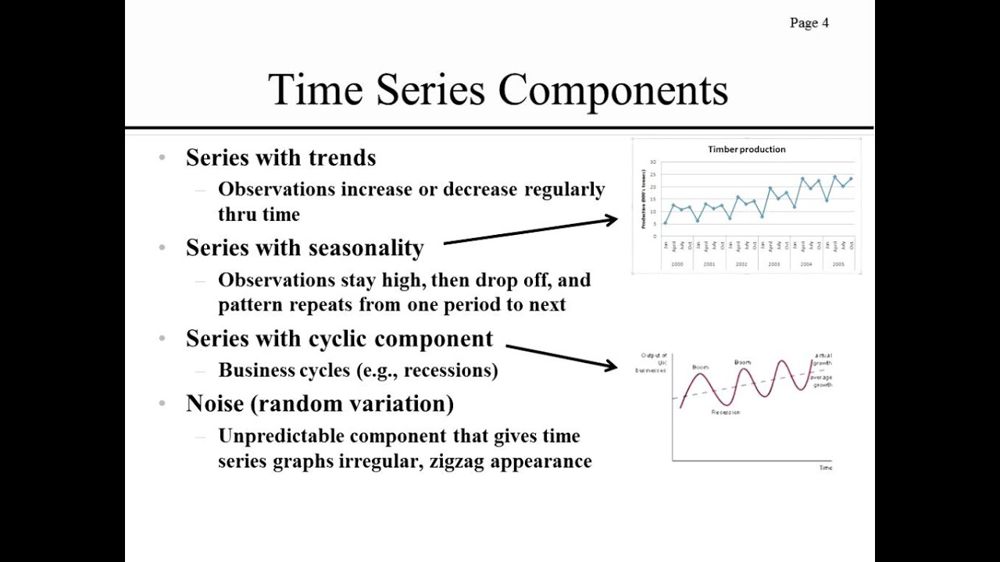 Page 4
Time Series Components
• Series with trends
– Observations increase or decrease regularly
thru time
• Series with seasonality
– Observations stay high, then drop off, and
pattern repeats from one period to next
• Series with cyclic component
– Business cycles (e.g., recessions)
• Noise (random variation)
– Unpredictable component that gives time
series graphs irregular, zigzag appearance
Timber production
Production (000's tonnes)
30
25
20
15
10
5
0
Jan April July Oct Jan April July Oct Jan April July Oct Jan April July Oct Jan April July Oct Jan April July Oct
2000 2001 2002 2003 2004 2005
Output of
UK
businesses
Boom
Boom
actual
growth
average
growth
Recession
Time